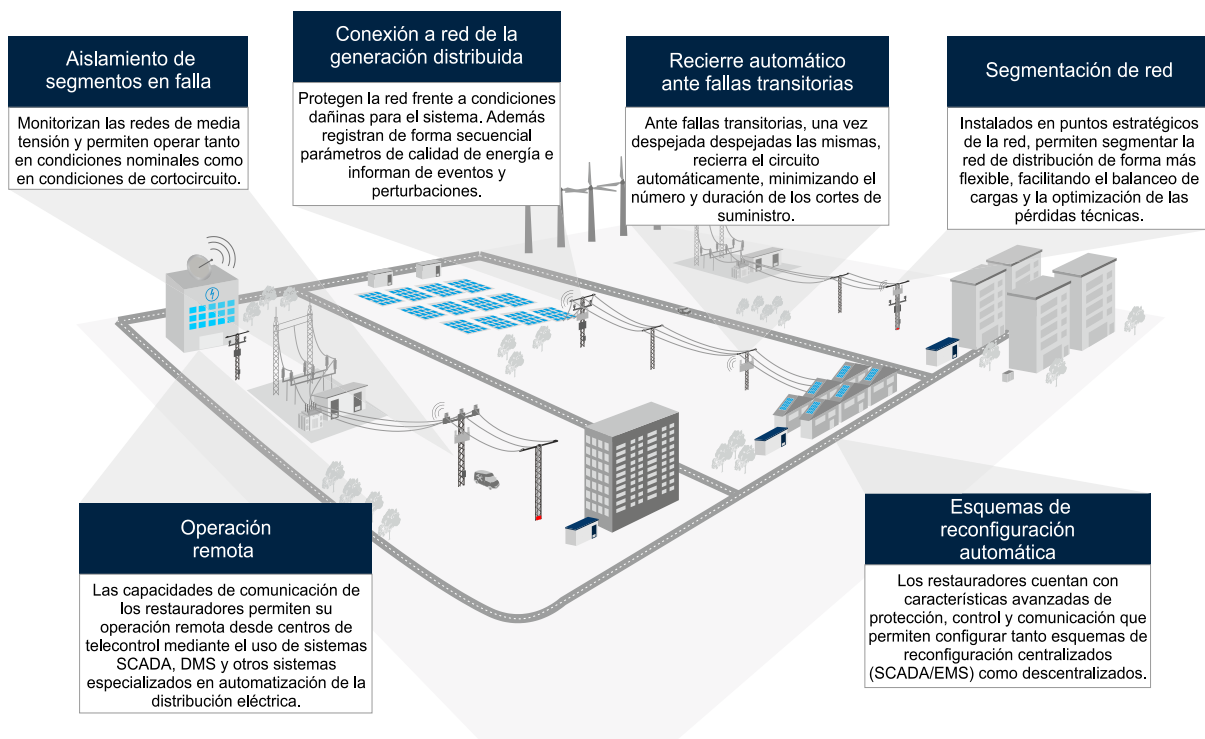 Aislamiento de
segmentos en falla
Monitorizan las redes de media
tensión y permiten operar tanto
en condiciones nominales como
en condiciones de cortocircuito.
Conexión a red de la
generación distribuida
Protegen la red frente a condiciones
dañinas para el sistema. Además
registran de forma secuencial
parámetros de calidad de energía e
informan de eventos y
perturbaciones.
Recierre automático
ante fallas transitorias
Ante fallas transitorias, una vez
despejada despejadas las mismas,
recierra el circuito
automáticamente, minimizando el
número y duración de los cortes de
suministro.
Segmentación de red
Instalados en puntos estratégicos
de la red, permiten segmentar la
red de distribución de forma más
flexible, facilitando el balanceo de
cargas y la optimización de las
pérdidas técnicas.
Operación
remota
Las capacidades de comunicación de
los restauradores permiten su
operación remota desde centros de
telecontrol mediante el uso de sistemas
SCADA, DMS y otros sistemas
especializados en automatización de la
distribución eléctrica.
Esquemas de
reconfiguración
automática
Los restauradores cuentan con
características avanzadas de
protección, control y comunicación que
permiten configurar tanto esquemas de
reconfiguración centralizados
(SCADA/EMS) como descentralizados.